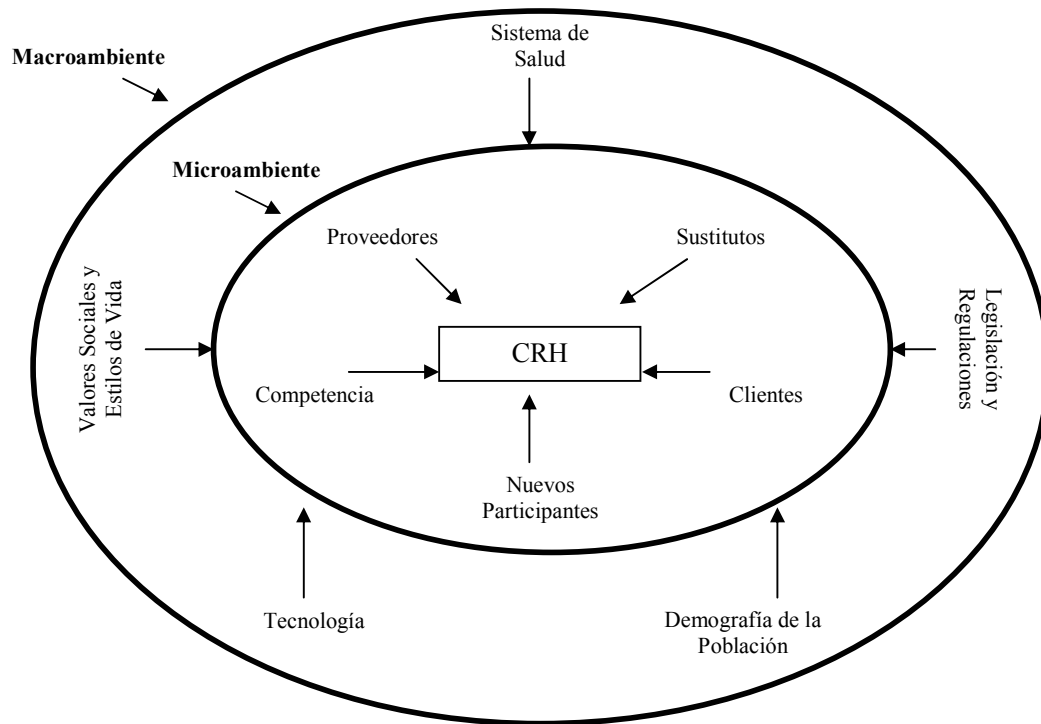 Sistema de
Salud
Macroambiente
Microambiente
Proveedores
Sustitutos
Valores Sociales y
Estilos de Vida
Legislación y
Regulaciones
CRH
Competencia
Clientes
Nuevos
Participantes
Tecnología
Demografía de la
Población